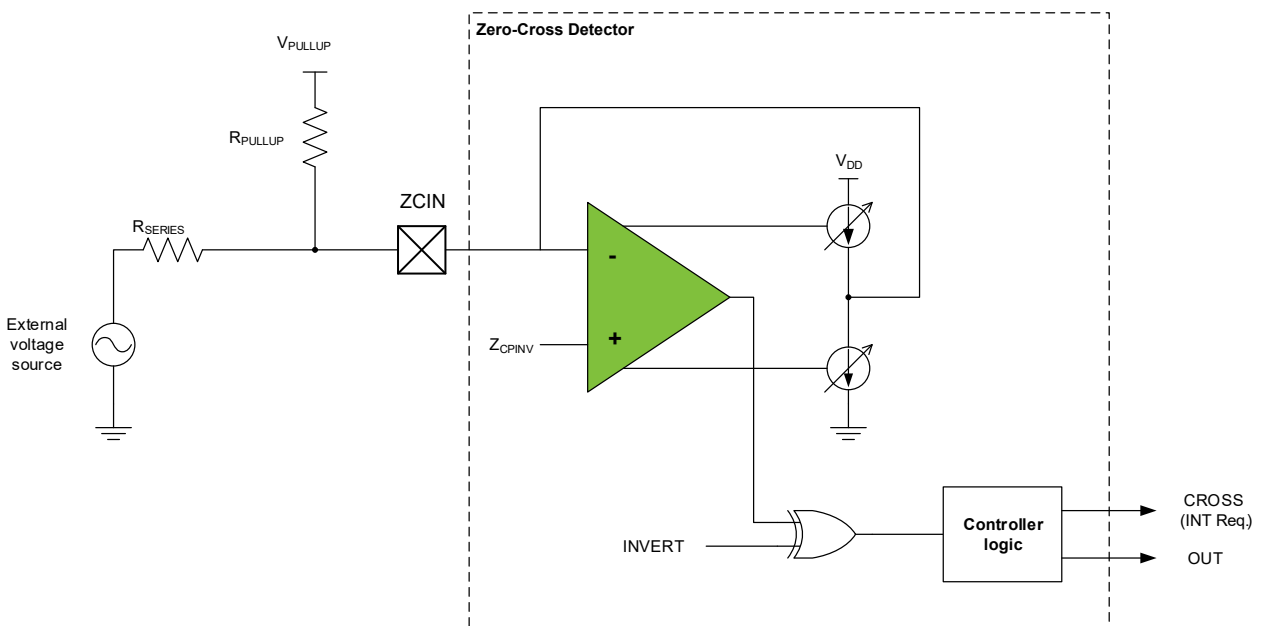 Zero-Cross Detector
VPULLUP
RPULLUP
VDD
ZCIN
RSERIES
-
External
voltage
source
+
ZCPINV
CROSS
(INT Req.)
Controller
logic
INVERT
OUT